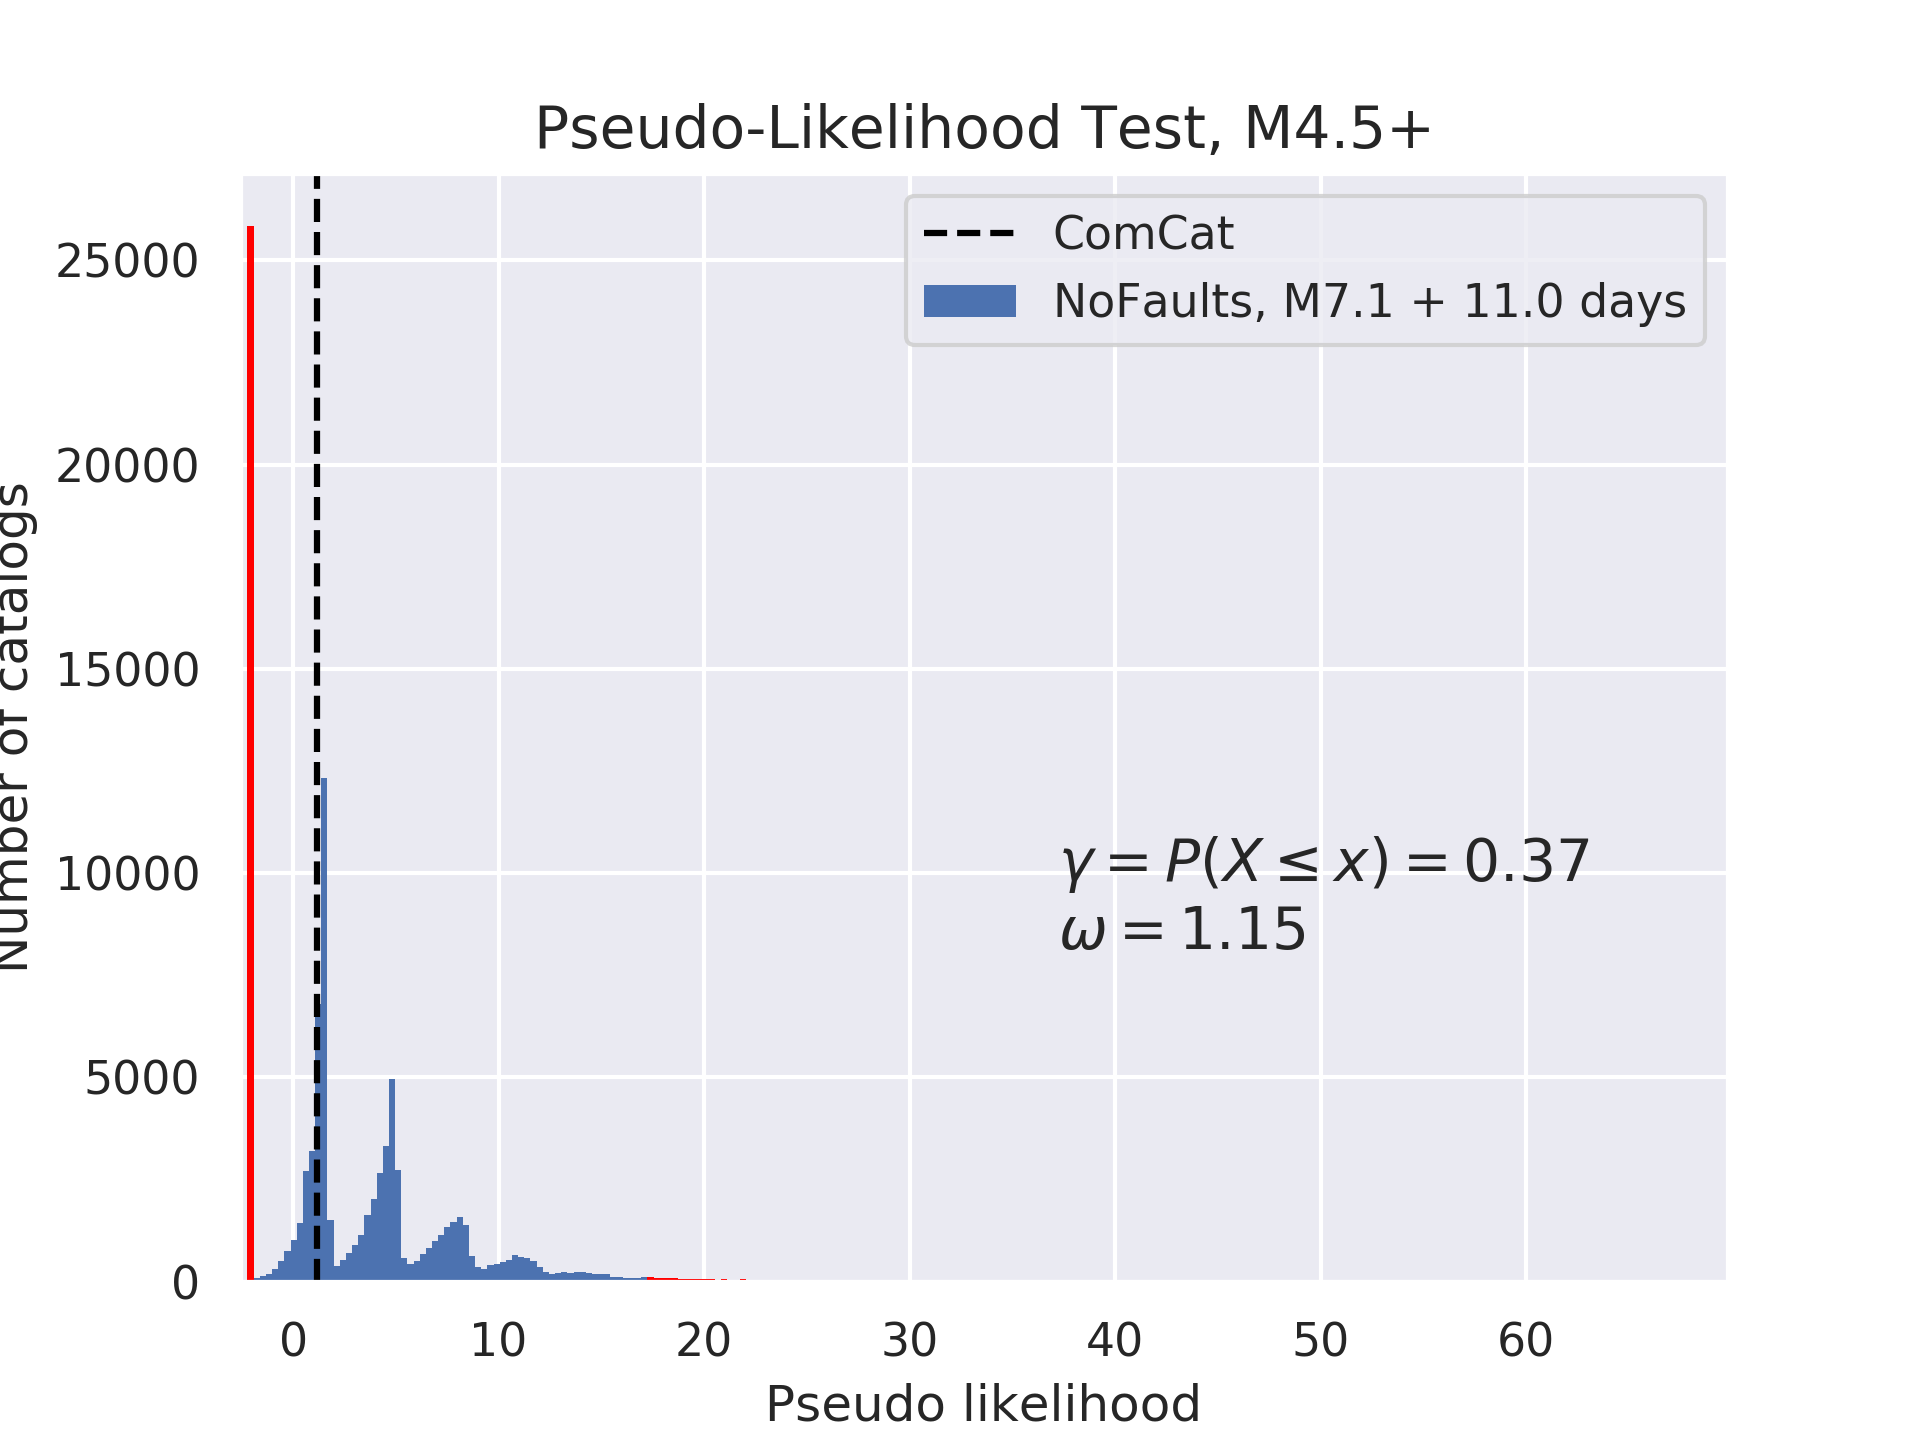 Pseudo-Likelihood Test, M4.5+
ComCat
NoFaults, M7.1 + 11.0 days
25000
20000
15000
10000
5000
0
Number of catalogs
γ = P(X ≤ x) = 0.37
ω = 1.15
0 10 20 30 40 50 60
Pseudo likelihood